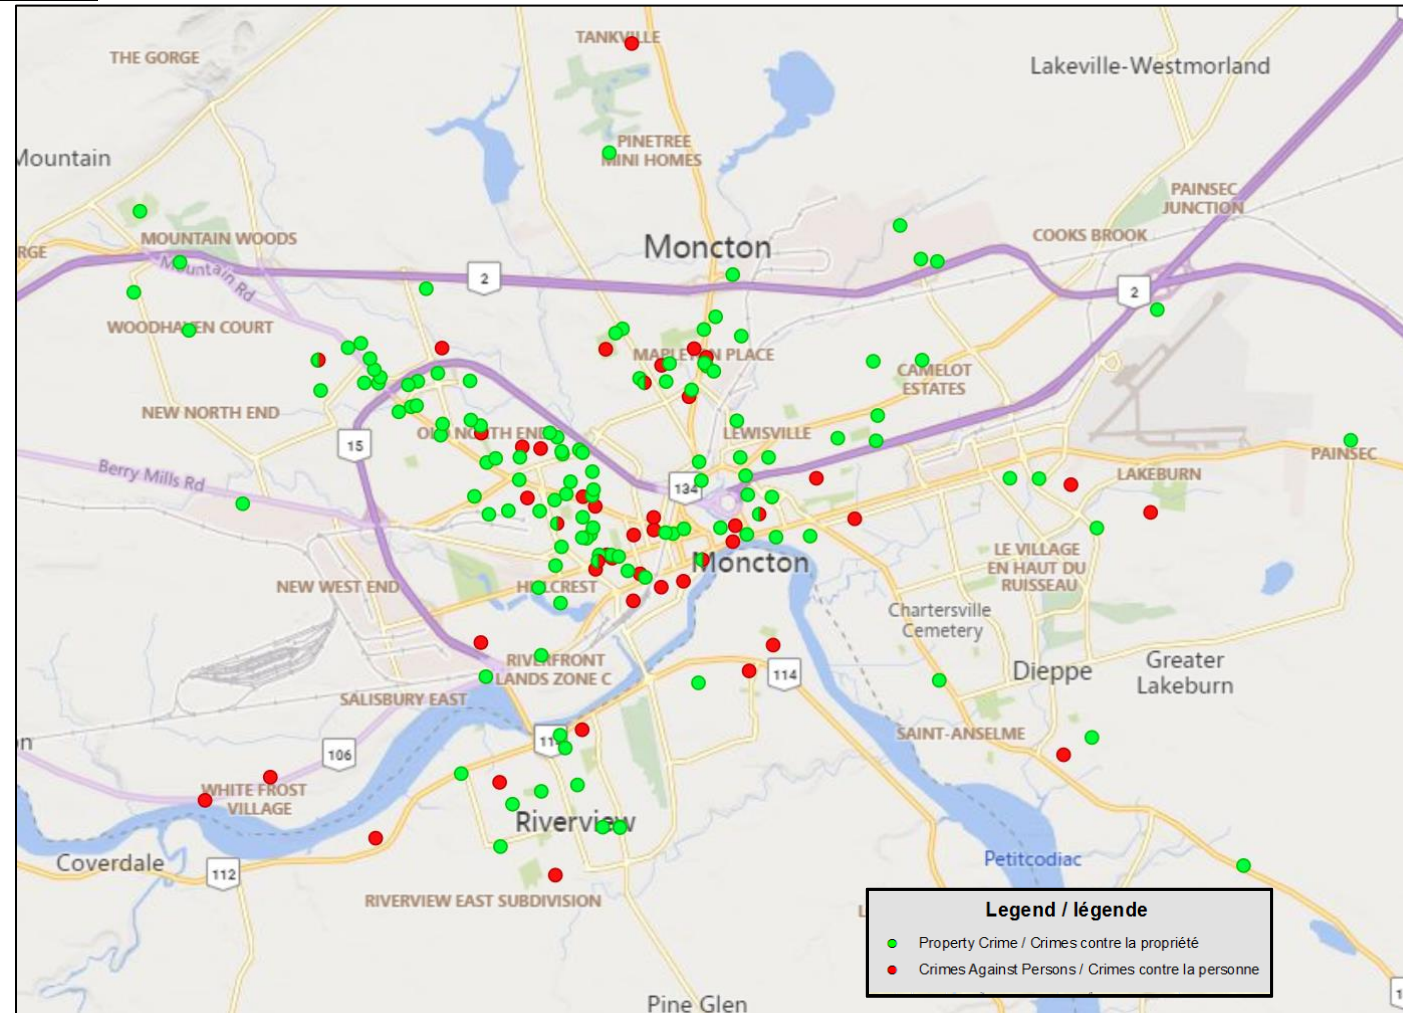 TANKVILLE
THE GORGE
Lakeville-Westmorland
PINETREE
MINI HOMES
Mountain
PAINSEC
JUNCTION
MOUNTAIN WOODS
Moncton
COOKS BROOK
RGE
Mountain Rd
2
2
WOODHAVEN COURT
MAPLETON PLACE
CAMELOT
ESTATES
NEW NORTH END
OLD NORTH END
LEWISVILLE
15
PAINSEC
Berry Mills Rd
LAKEBURN
134
Moncton
LE VILLAGE
EN HAUT DU
RUISSEAU
NEW WEST END
HILLCREST
Chartersville
Cemetery
RIVERFRONT
LANDS ZONE C
114
Dieppe
Greater
Lakeburn
SALISBURY EAST
SAINT-ANSELME
114
106
WHITE FROST
VILLAGE
Riverview
Coverdale
112
Petitcodiac
RIVERVIEW EAST SUBDIVISION
Legend / légende
Property Crime / Crimes contre la propriété
Crimes Against Persons / Crimes contre la personne
Pine Glen